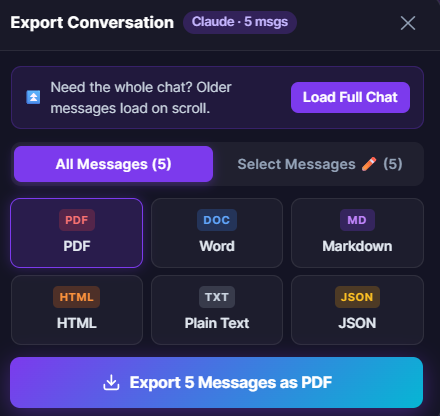 Export Conversation
Claude · 5 msgs
Need the whole chat? Older
messages load on scroll.
Load Full Chat
All Messages (5)
Select Messages ✏️ (5)
PDF
PDF
DOC
Word
MD
Markdown
HTML
HTML
TXT
Plain Text
JSON
JSON
Export 5 Messages as PDF